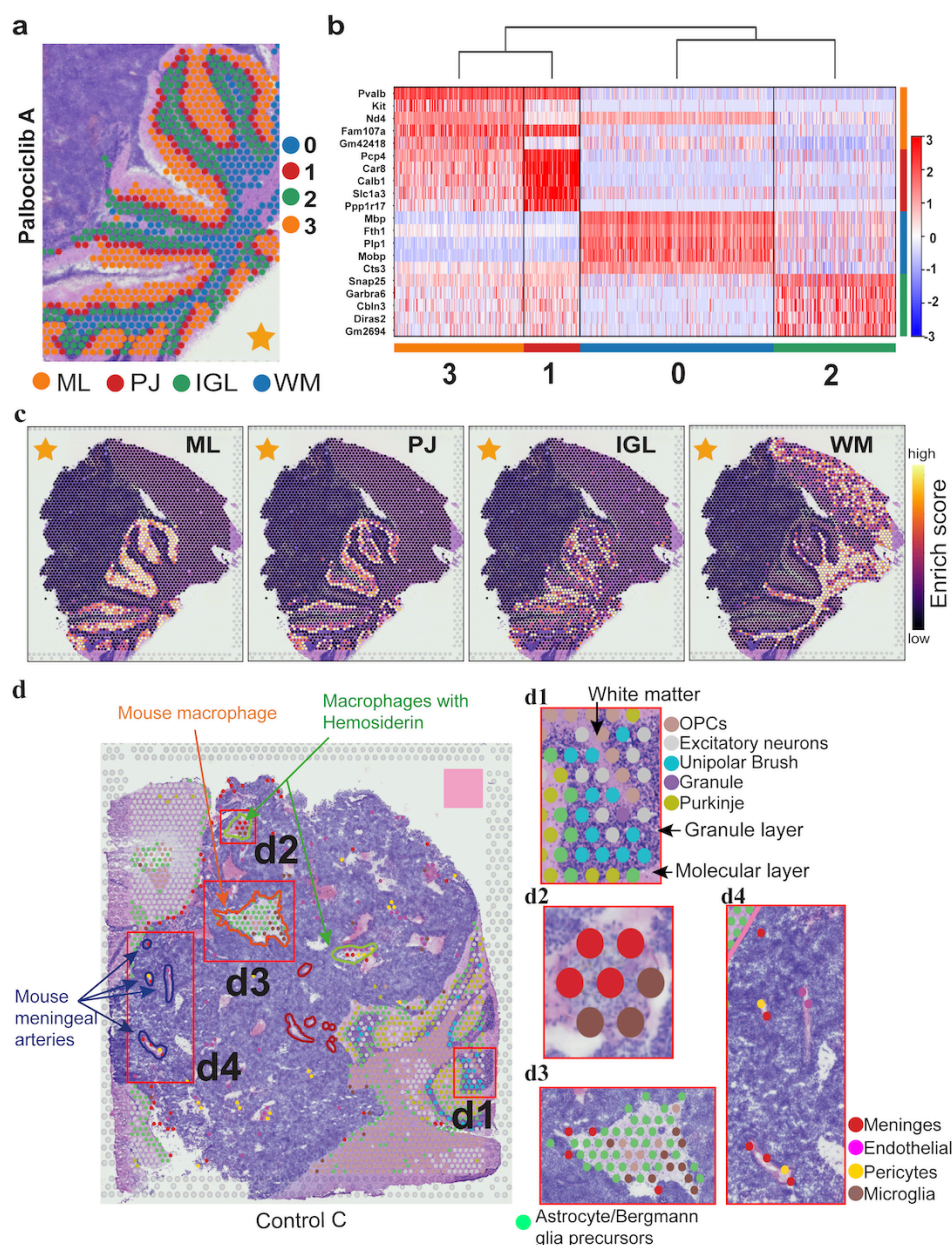 a
Palbociclib A
0
1
2
3
ML PJ IGL WM
b
Pvalb
Kit
Nd4
Fam107a
Gm42418
Pcp4
Car8
Calb1
Slc1a3
Ppp1r17
Mbp
Fth1
Plp1
Mobp
Cts3
Snap25
Garbra6
Cbln3
Diras2
Gm2694
3 1 0 2
3
2
1
0
-1
-2
-3
c
ML
PJ
IGL
WM
high
Enrich score
low
d
Mouse macrophage
Macrophages with
Hemosiderin
d2
d3
Mouse
meningeal
arteries
d4
d1
Control C
d1
White matter
OPCs
Excitatory neurons
Unipolar Brush
Granule
Purkinje
Granule layer
Molecular layer
d2
d3
Astrocyte/Bergmann
glia precursors
d4
Meninges
Endothelial
Pericytes
Microglia